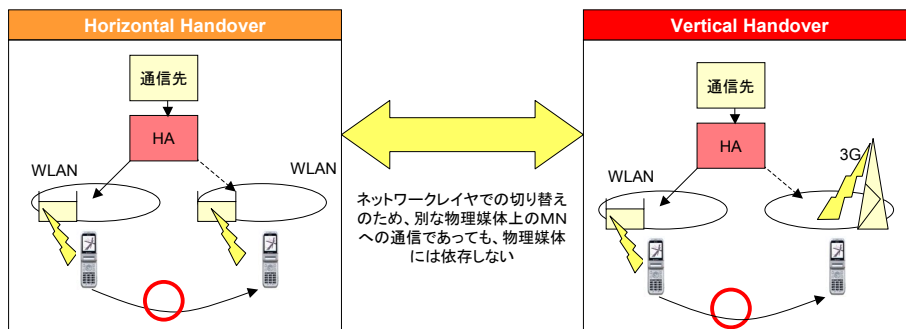 Horizontal Handover
通信先
HA
WLAN
WLAN
ネットワークレイヤでの切り替え
のため、別な物理媒体上のMN
への通信であっても、物理媒体
には依存しない
Vertical Handover
通信先
HA
WLAN
3G